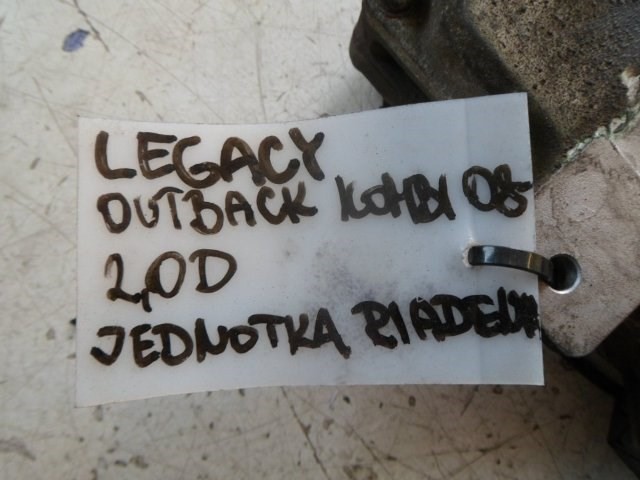 LEGACY
OUTBACK KOMBI 08-
2,0D
JEDNOTKA RIADENIA